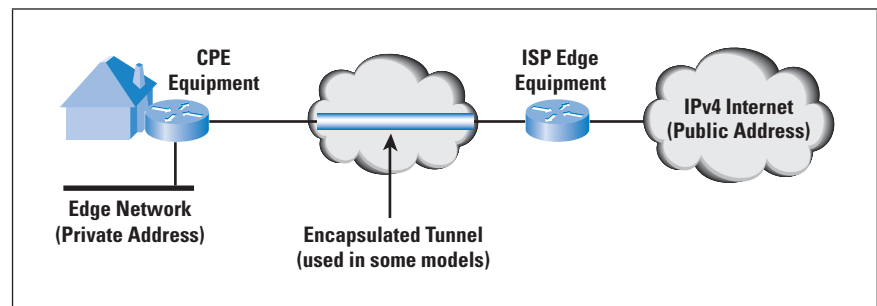 CPE
Equipment
ISP Edge
Equipment
IPv4 Internet
(Public Address)
Edge Network
(Private Address)
Encapsulated Tunnel
(used in some models)